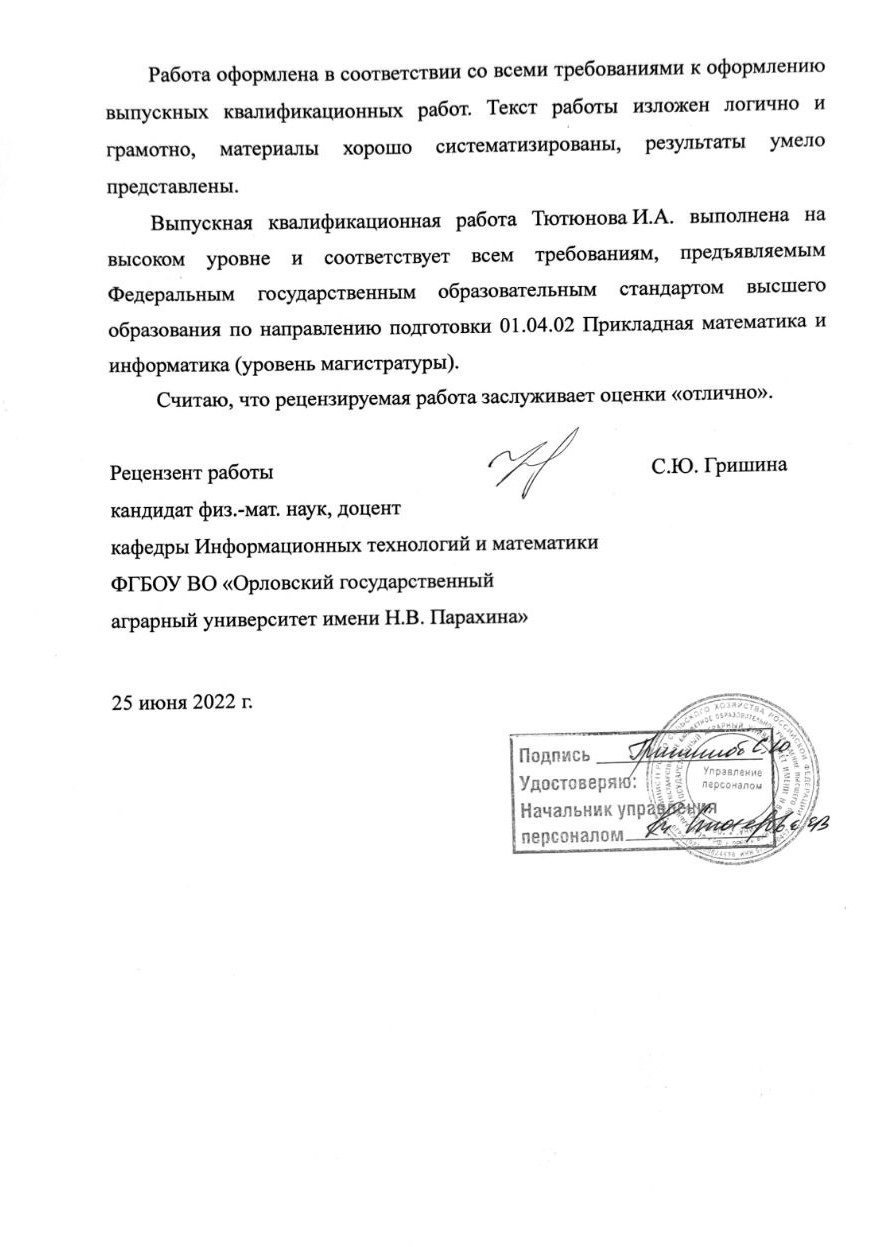 Работа оформлена в соответствии со всеми требованиями к оформлению
выпускных квалификационных работ. Текст работы изложен логично и
грамотно, материалы хорошо систематизированы, результаты умело
представлены.
Выпускная квалификационная работа Тютюнова И.А. выполнена на
высоком уровне и соответствует всем требованиям, предъявляемым
Федеральным государственным образовательным стандартом высшего
образования по направлению подготовки 01.04.02 Прикладная математика и
информатика (уровень магистратуры).
Считаю, что рецензируемая работа заслуживает оценки «отлично».
Рецензент работы С.Ю. Гришина
кандидат физ.-мат. наук, доцент
кафедры Информационных технологий и математики
ФГБОУ ВО «Орловский государственный
аграрный университет имени Н.В. Парахина»
25 июня 2022 г.
Подпись С.Ю
Удостоверяю:
Начальник управления
персоналом
Управление
персоналом
СЕЛЬСКОГО ХОЗЯЙСТВА РОССИЙСКОЙ ФЕДЕРАЦИИ